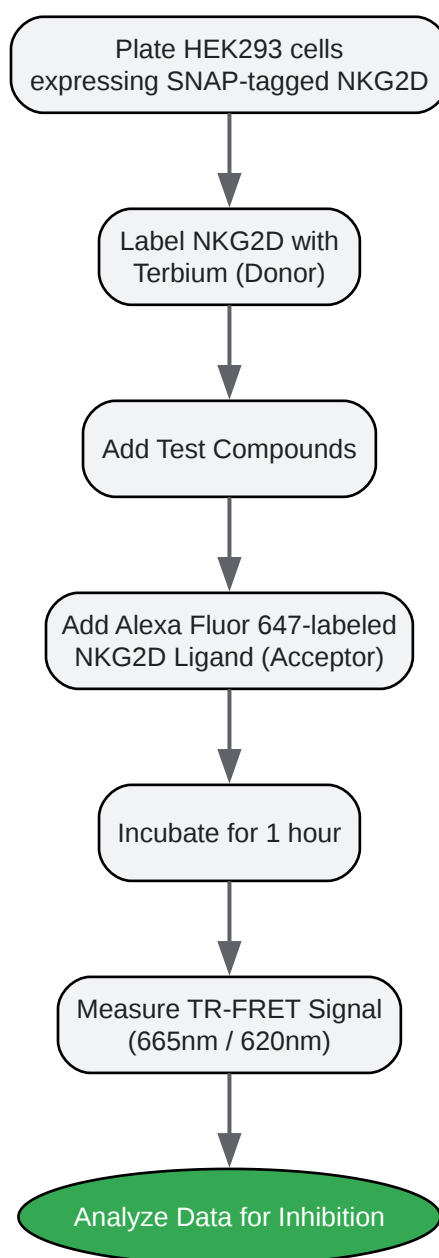 Plate HEK293 cells
expressing SNAP-tagged NKG2D
Label NKG2D with
Terbium (Donor)
Add Test Compounds
Add Alexa Fluor 647-labeled
NKG2D Ligand (Acceptor)
Incubate for 1 hour
Measure TR-FRET Signal
(665nm / 620nm)
Analyze Data for Inhibition